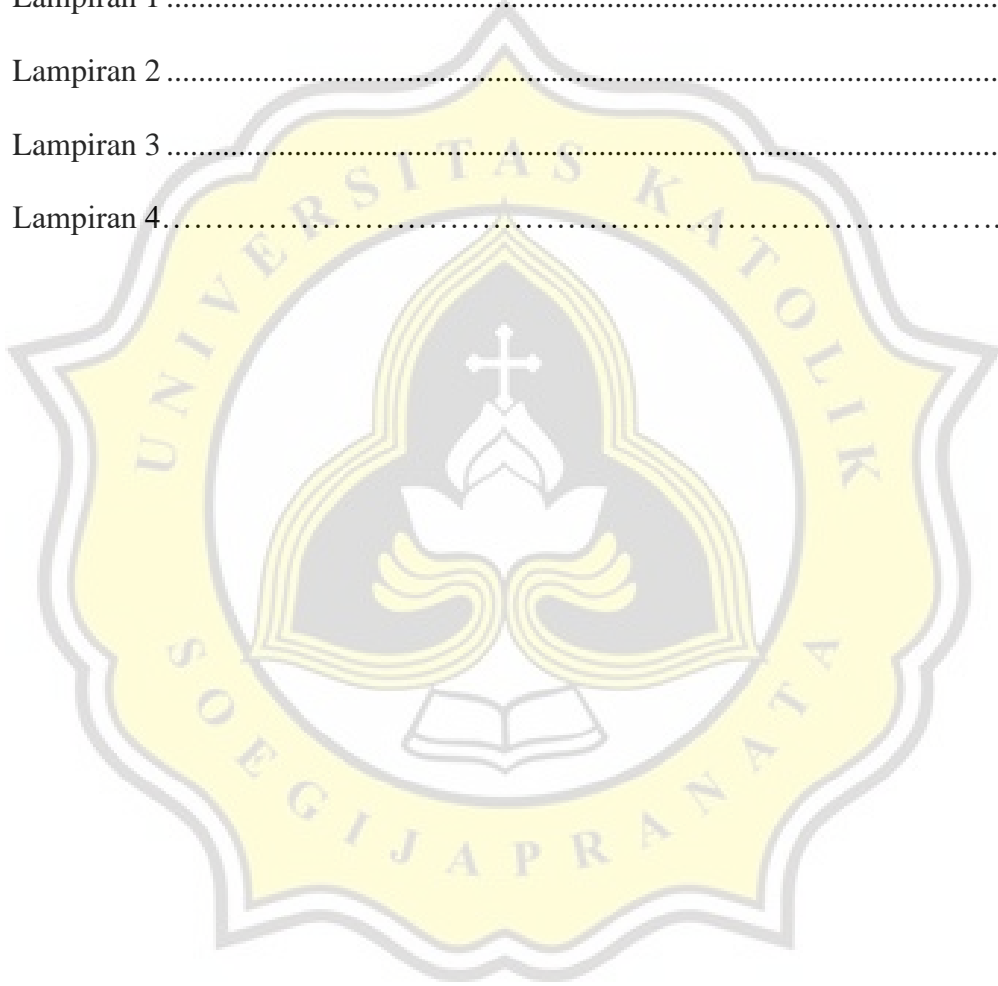 Lampiran 1 ........................................................................................................
Lampiran 2 ........................................................................................................
Lampiran 3 ........................................................................................................
Lampiran 4……………………………………………………………………………….
UNIVERSITAS KATOLIK
SOEGIJAPRANATA